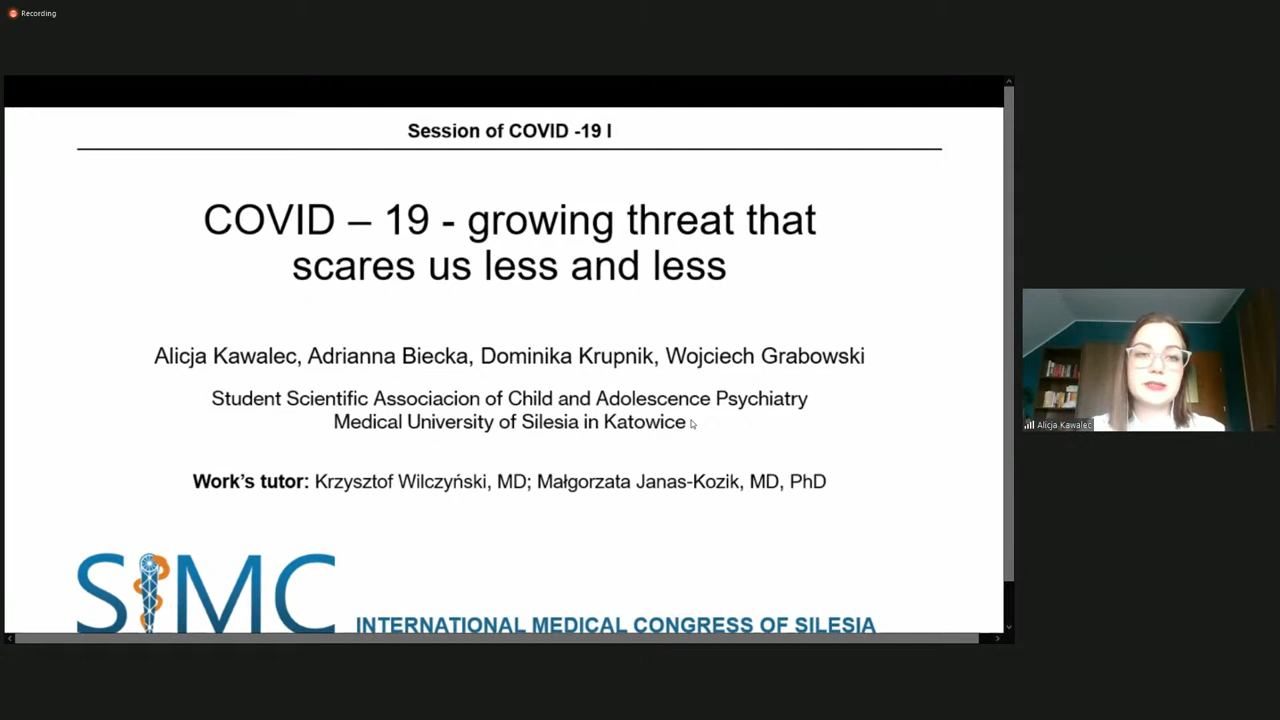 Recording
Session of COVID -19 I
COVID – 19 - growing threat that
scares us less and less
Alicja Kawalec, Adrianna Biecka, Dominika Krupnik, Wojciech Grabowski
Student Scientific Associacion of Child and Adolescence Psychiatry
Medical University of Silesia in Katowice
Work's tutor: Krzysztof Wilczyński, MD; Małgorzata Janas-Kozik, MD, PhD
SIMC
INTERNATIONAL MEDICAL CONGRESS OF SILESIA
Alicja Kawalec